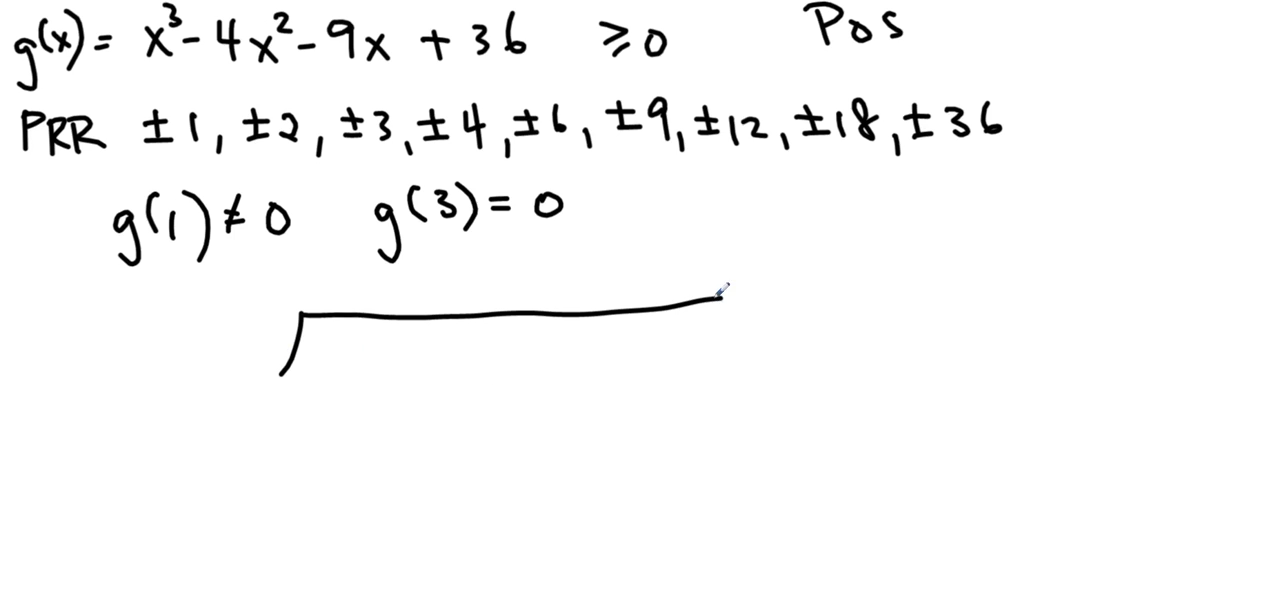 g(x) = x³ - 4x² - 9x + 36 ≥ 0 Pos
PRR ±1, ±2, ±3, ±4, ±6, ±9, ±12, ±18, ±36
g(1) ≠ 0 g(3) = 0